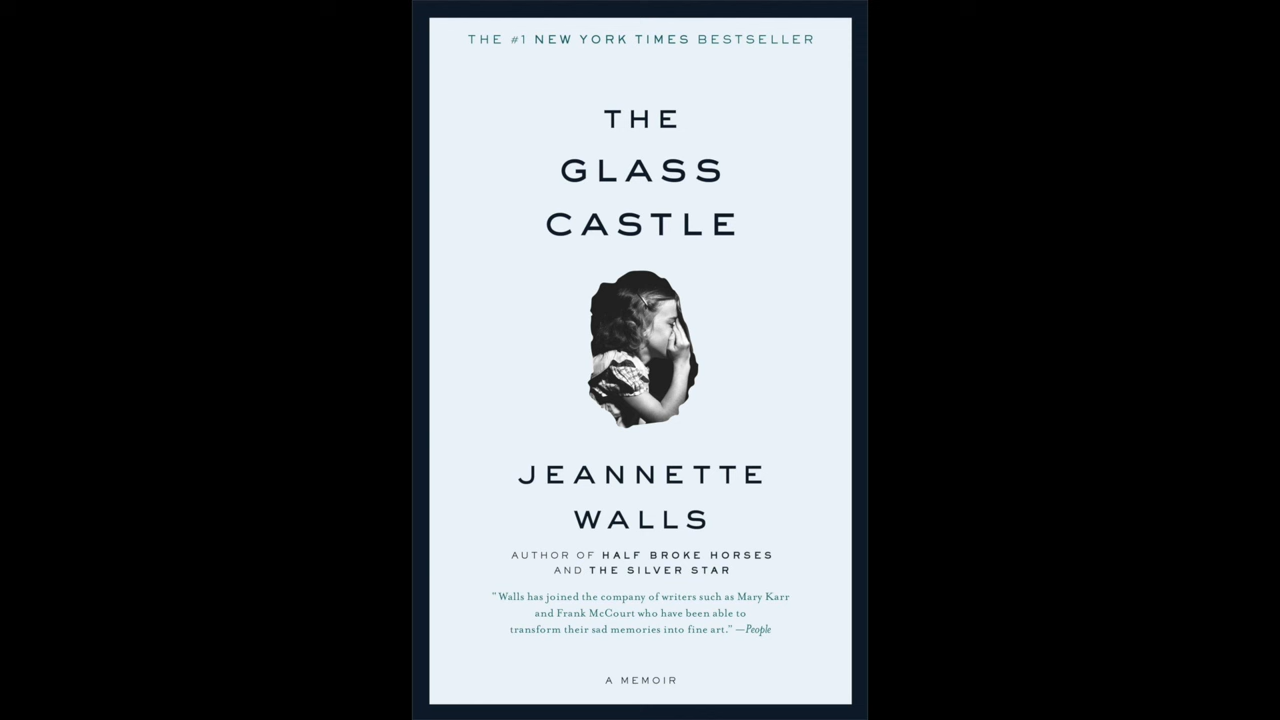 THE #1 NEW YORK TIMES BESTSELLER
THE
GLASS
CASTLE
JEANNETTE
WALLS
AUTHOR OF HALF BROKE HORSES
AND THE SILVER STAR
"Walls has joined the company of writers such as Mary Karr
and Frank McCourt who have been able to
transform their sad memories into fine art." —People
A MEMOIR